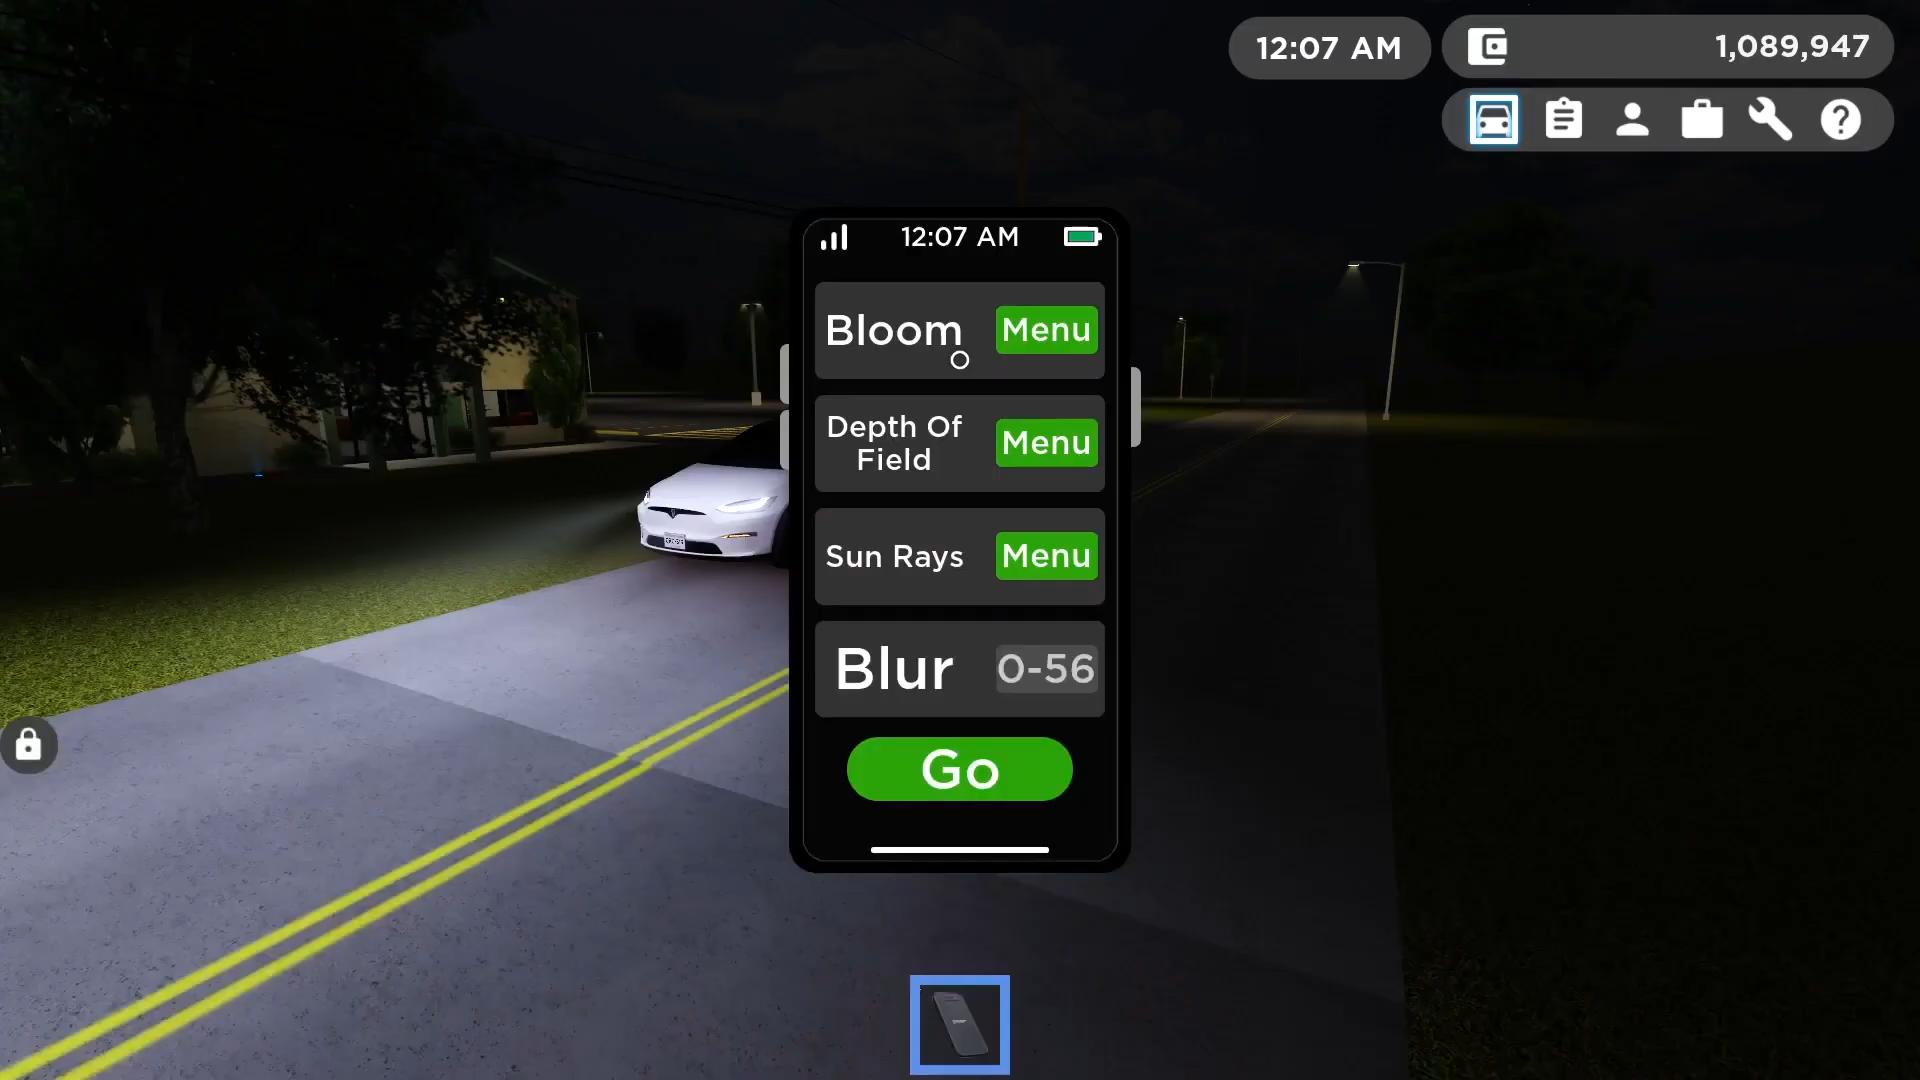 12:07 AM
1,089,947
12:07 AM
Bloom
Menu
Depth Of
Field
Menu
Sun Rays
Menu
Blur
0-56
Go